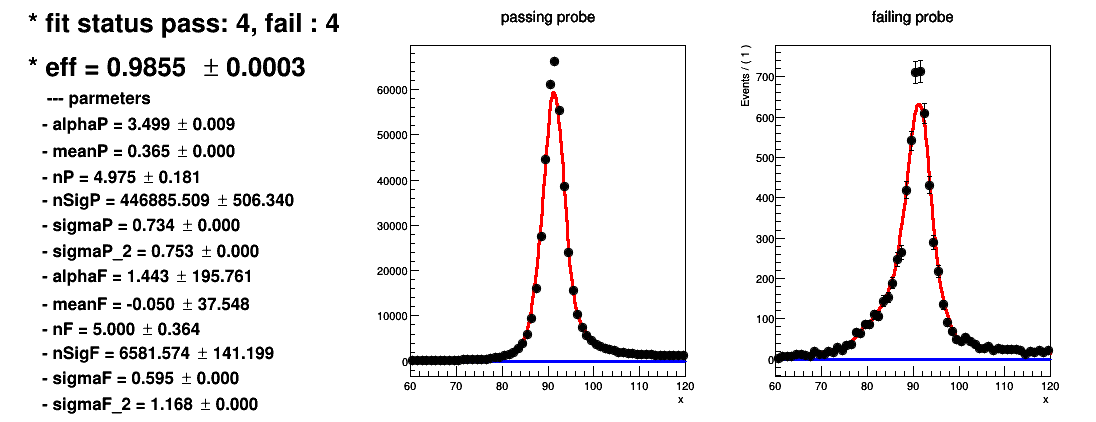 * fit status pass: 4, fail : 4
* eff = 0.9855 ± 0.0003
--- parmeters
- alphaP = 3.499 ± 0.009
- meanP = 0.365 ± 0.000
- nP = 4.975 ± 0.181
- nSigP = 446885.509 ± 506.340
- sigmaP = 0.734 ± 0.000
- sigmaP_2 = 0.753 ± 0.000
- alphaF = 1.443 ± 195.761
- meanF = -0.050 ± 37.548
- nF = 5.000 ± 0.364
- nSigF = 6581.574 ± 141.199
- sigmaF = 0.595 ± 0.000
- sigmaF_2 = 1.168 ± 0.000
passing probe
60000
50000
40000
30000
20000
10000
0
60 70 80 90 100 110 120
x
failing probe
Events / ( 1 )
700
600
500
400
300
200
100
0
60 70 80 90 100 110 120
x